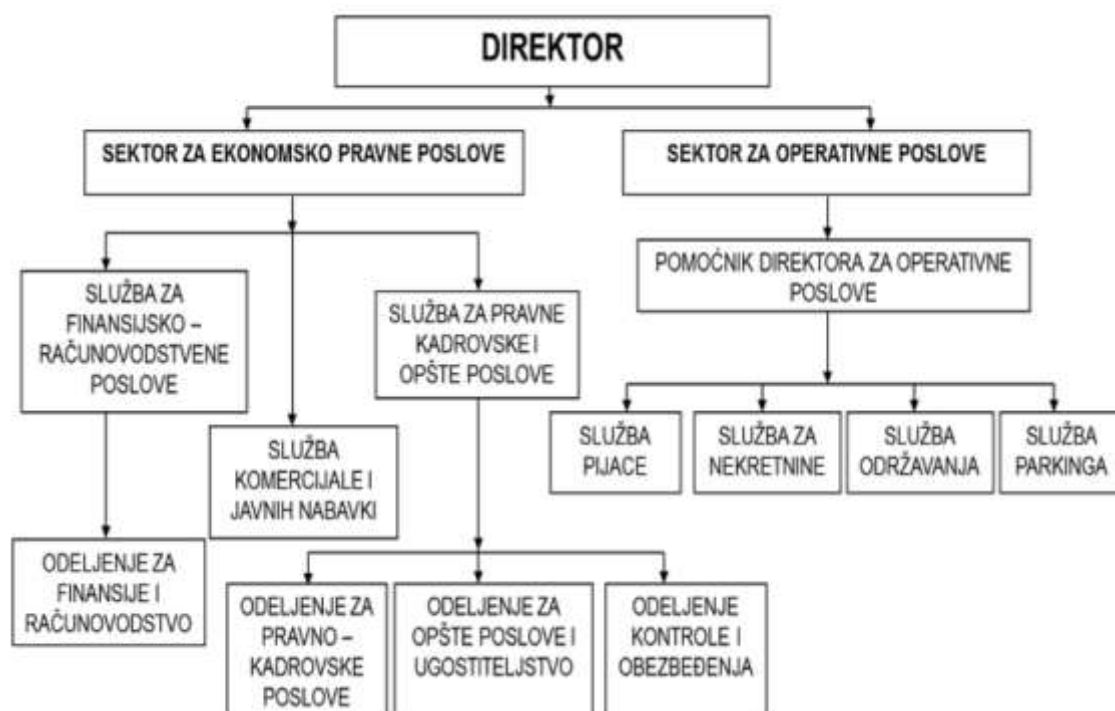 DIREKTOR
SEKTOR ZA EKONOMSKO PRAVNE POSLOVE
SEKTOR ZA OPERATIVNE POSLOVE
POMOĆNIK DIREKTORA ZA OPERATIVNE
POSLOVE
SLUŽBA ZA
FINANSIJSKO –
RAČUNOVODSTVENE
POSLOVE
SLUŽBA ZA PRAVNE
KADROVSKE I
OPŠTE POSLOVE
SLUŽBA
KOMERCIJALE I
JAVNIH NABAVKI
SLUŽBA
PIJACE
SLUŽBA ZA
NEKRETNINE
SLUŽBA
ODRŽAVANJA
SLUŽBA
PARKINGA
ODELJENJE ZA
FINANSIJE I
RAČUNOVODSTVO
ODELJENJE ZA
PRAVNO –
KADROVSKE
POSLOVE
ODELJENJE ZA
OPŠTE POSLOVE I
UGOSTITELJSTVO
ODELJENJE
KONTROLE I
OBEZBEĐENJA